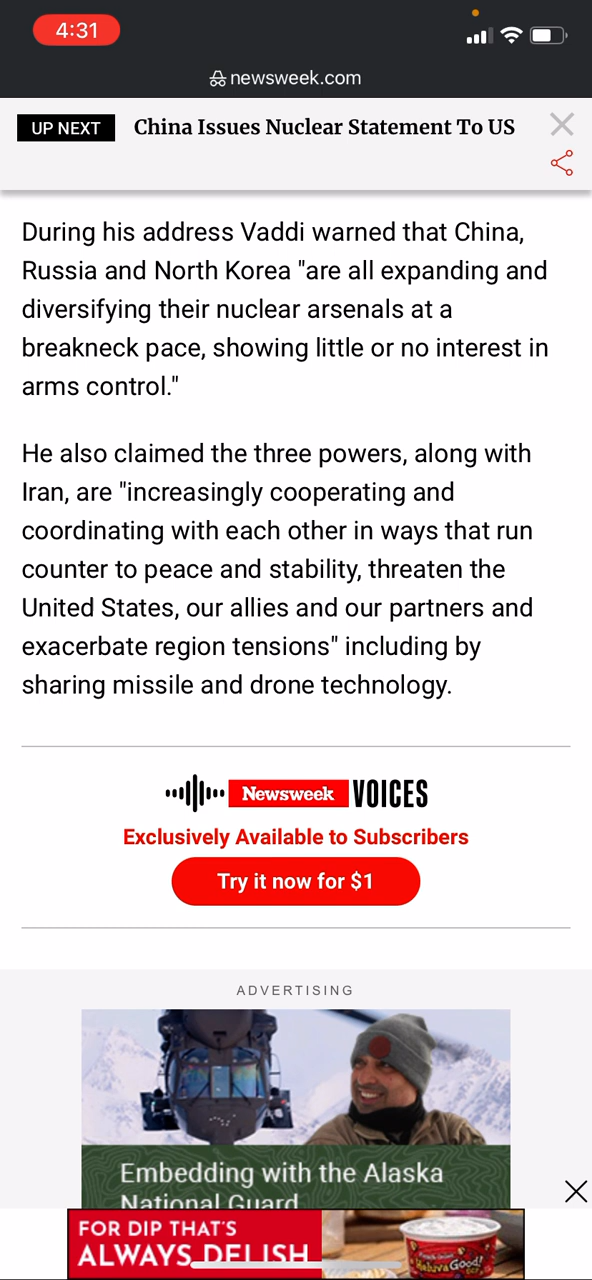 4:31
newsweek.com
UP NEXT
China Issues Nuclear Statement To US
During his address Vaddi warned that China,
Russia and North Korea "are all expanding and
diversifying their nuclear arsenals at a
breakneck pace, showing little or no interest in
arms control."
He also claimed the three powers, along with
Iran, are "increasingly cooperating and
coordinating with each other in ways that run
counter to peace and stability, threaten the
United States, our allies and our partners and
exacerbate region tensions" including by
sharing missile and drone technology.
Newsweek VOICES
Exclusively Available to Subscribers
Try it now for $1
ADVERTISING
Embedding with the Alaska
National Guard
FOR DIP THAT'S
ALWAYS DELISH
Heluva Good!